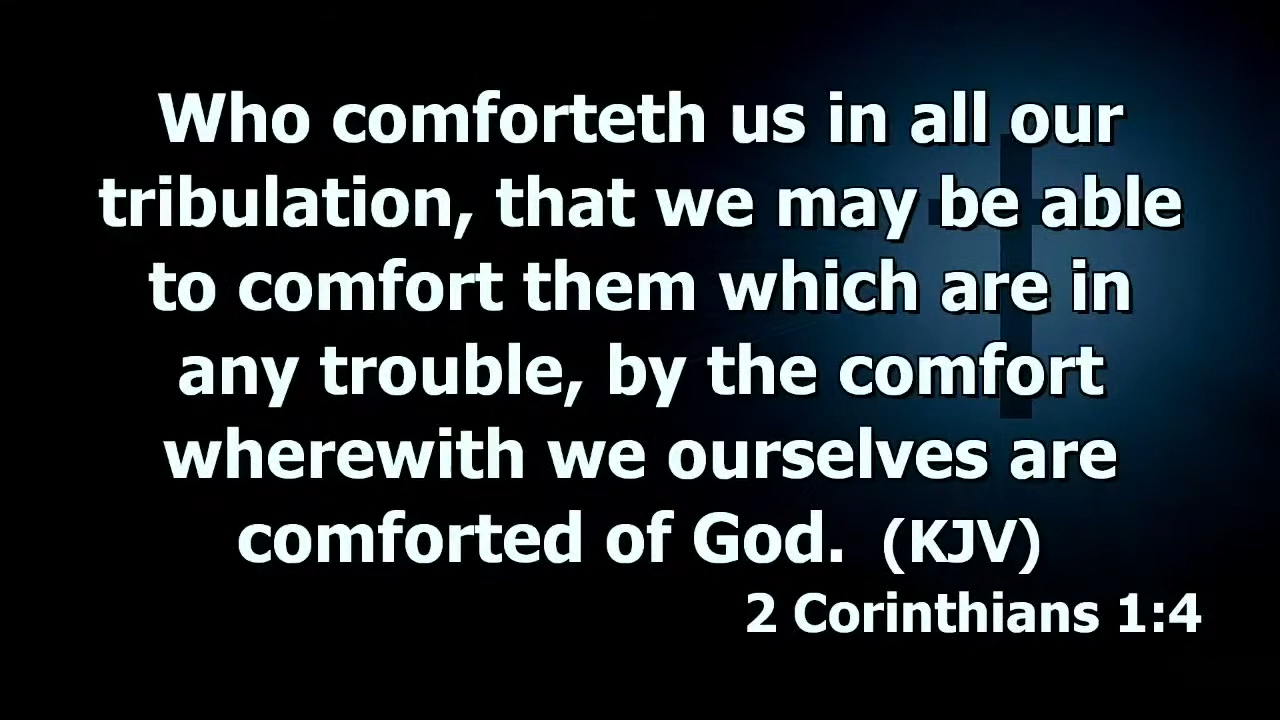 Who comforteth us in all our
tribulation, that we may be able
to comfort them which are in
any trouble, by the comfort
wherewith we ourselves are
comforted of God. (KJV)
2 Corinthians 1:4